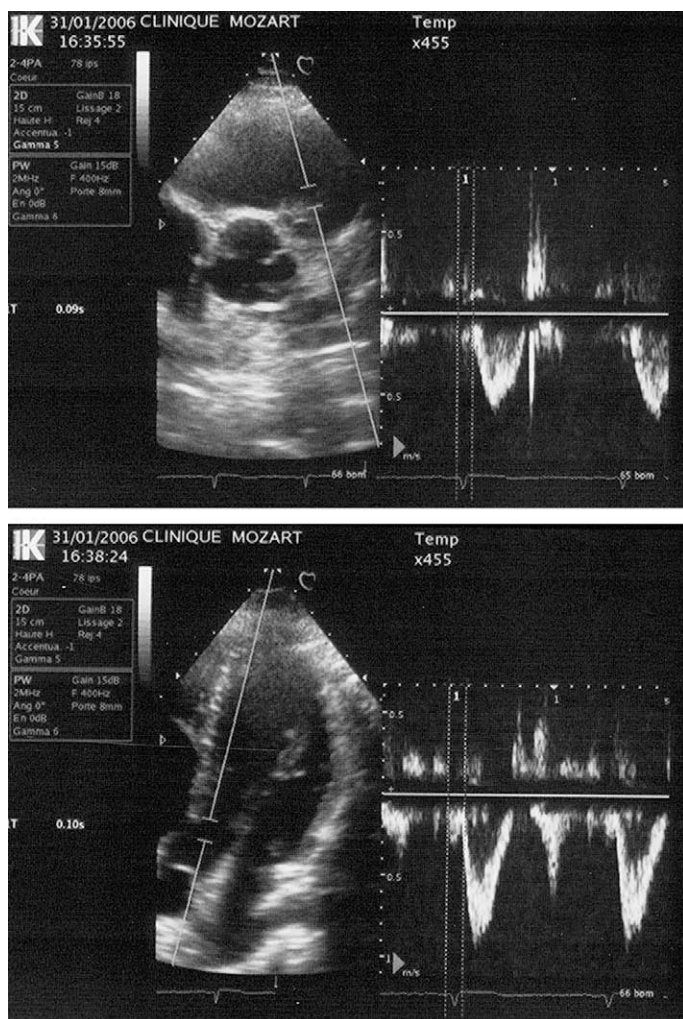 HK 31/01/2006 CLINIQUE MOZART
16:35:55
Temp
x455
2-4PA 78 ips
Coeur
2D GainB 18
15 cm Lissage 2
Haute H Rej 4
Accentua. -1
Gamma 5
PW Gain 15dB
2MHz F 400Hz
Ang 0° Porte 8mm
En 0dB
Gamma 6
1T 0.09s
1
1
s
0.5
0.5
m/s
66 bpm
65 bpm
HK 31/01/2006 CLINIQUE MOZART
16:38:24
Temp
x455
2-4PA 78 ips
Coeur
2D GainB 18
15 cm Lissage 2
Haute H Rej 4
Accentua. -1
Gamma 5
PW Gain 15dB
2MHz F 400Hz
Ang 0° Porte 8mm
En 0dB
Gamma 6
1T 0.10s
1
1
s
0.5
0.5
1
m/s
66 bpm